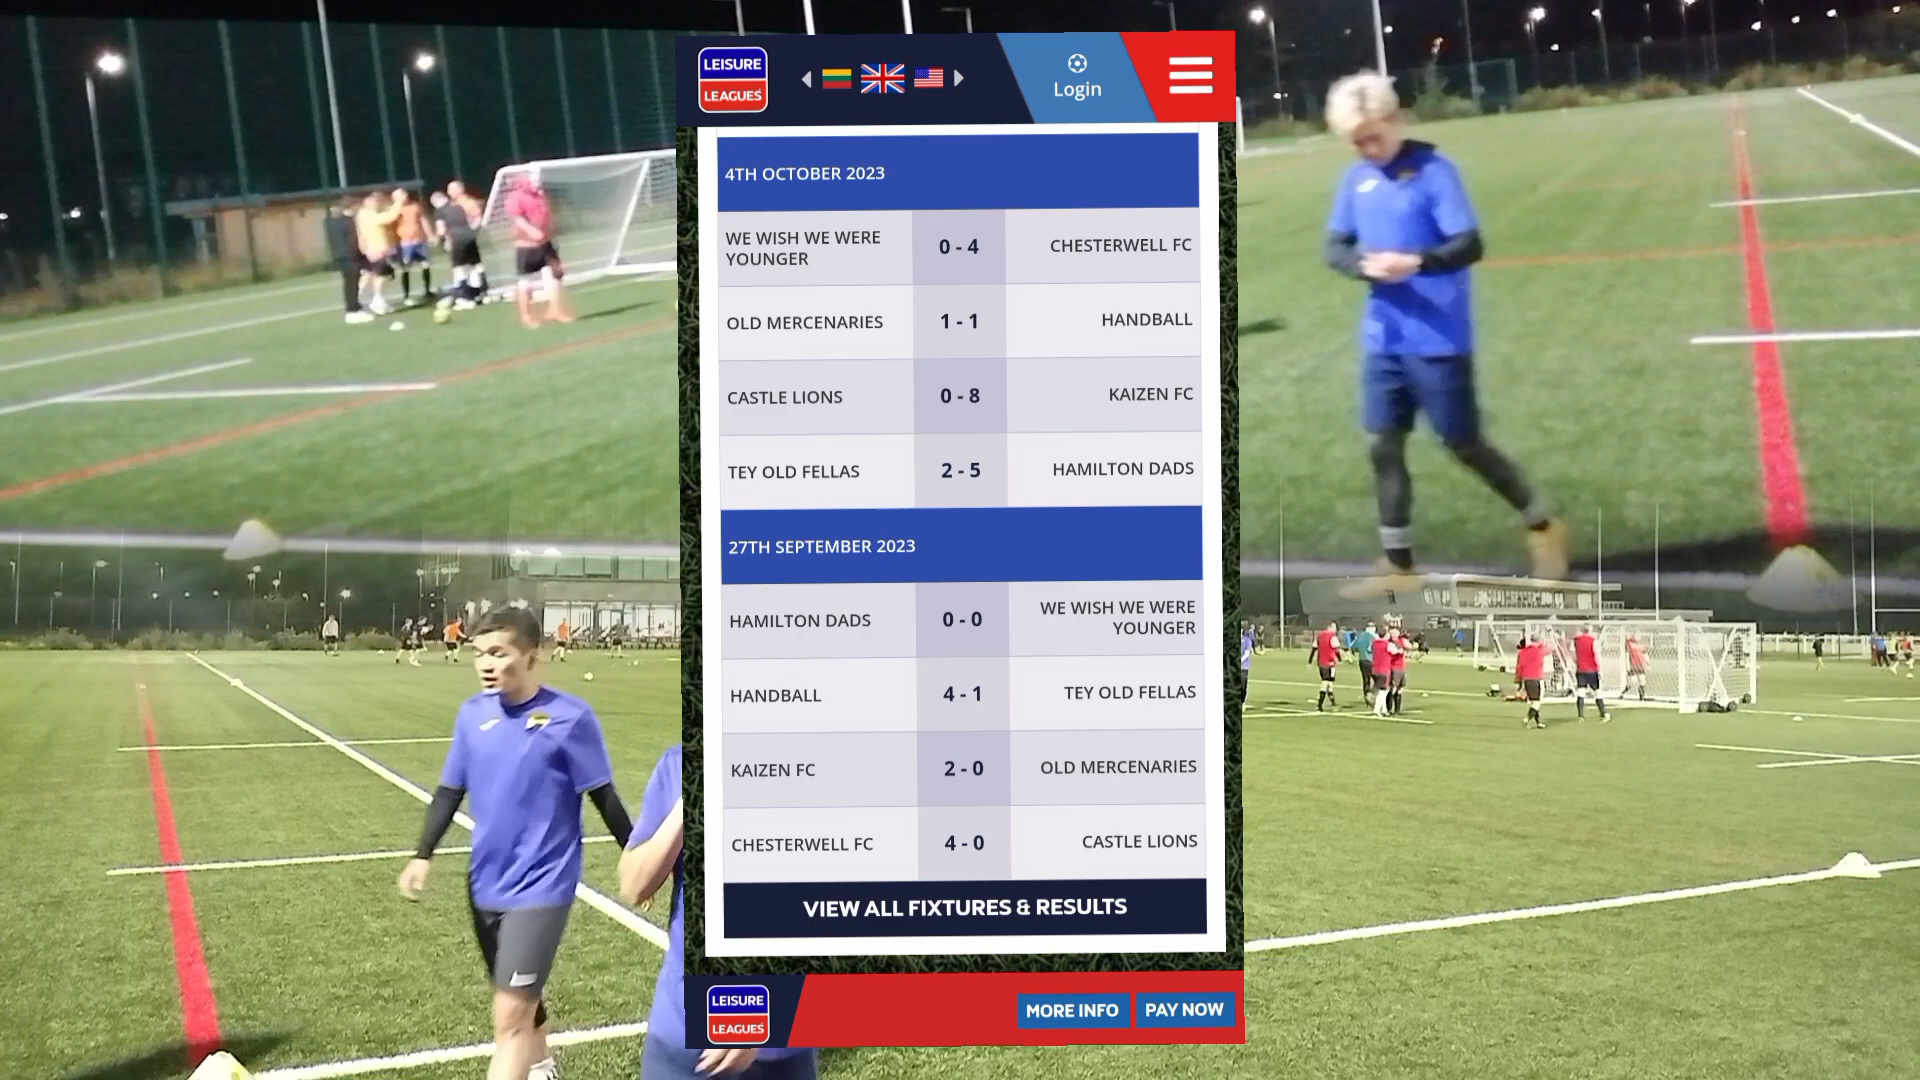 LEISURE
LEAGUES
Login
4TH OCTOBER 2023
WE WISH WE WERE
YOUNGER
0 - 4
CHESTERWELL FC
OLD MERCENARIES
1 - 1
HANDBALL
CASTLE LIONS
0 - 8
KAIZEN FC
TEY OLD FELLAS
2 - 5
HAMILTON DADS
27TH SEPTEMBER 2023
HAMILTON DADS
0 - 0
WE WISH WE WERE
YOUNGER
HANDBALL
4 - 1
TEY OLD FELLAS
KAIZEN FC
2 - 0
OLD MERCENARIES
CHESTERWELL FC
4 - 0
CASTLE LIONS
VIEW ALL FIXTURES & RESULTS
LEISURE
LEAGUES
MORE INFO
PAY NOW